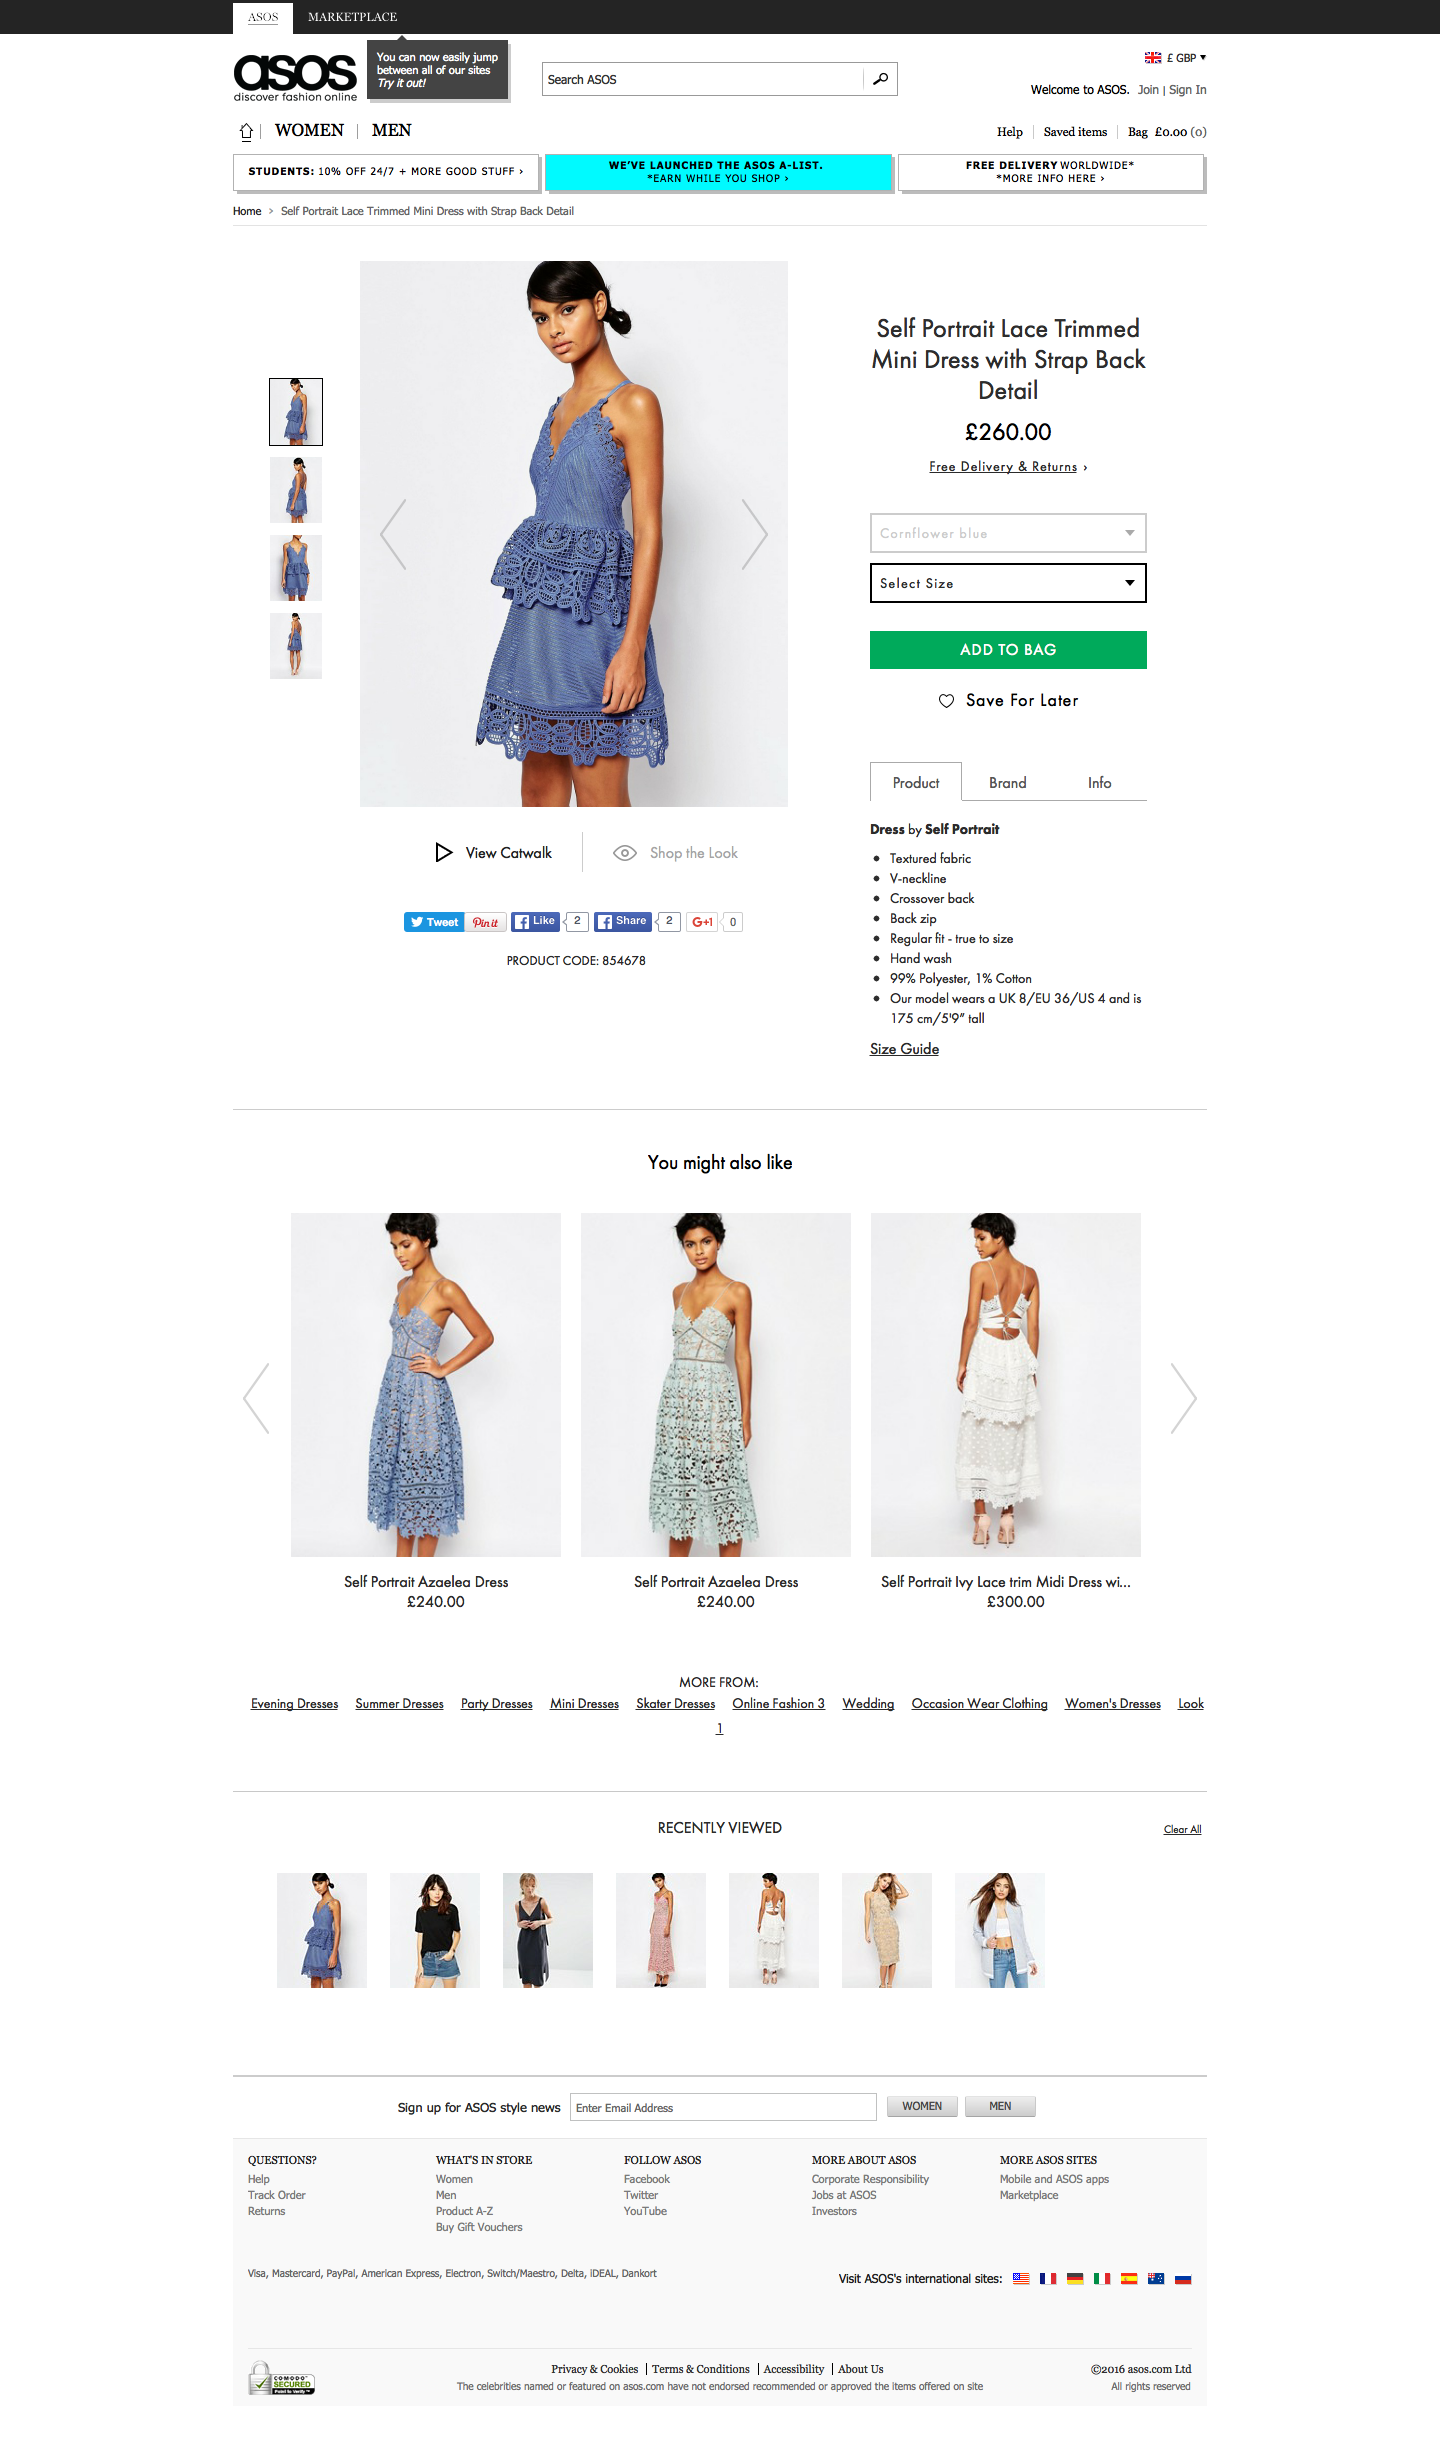 ASOS
MARKETPLACE
You can now easily jump
between all of our sites
Try it out!
asos
discover fashion online
Search ASOS
£ GBP
Welcome to ASOS. Join | Sign In
WOMEN
MEN
Help
Saved items
Bag £0.00 (0)
STUDENTS: 10% OFF 24/7 + MORE GOOD STUFF ›
WE'VE LAUNCHED THE ASOS A-LIST.
*EARN WHILE YOU SHOP ›
FREE DELIVERY WORLDWIDE*
*MORE INFO HERE ›
Home › Self Portrait Lace Trimmed Mini Dress with Strap Back Detail
Self Portrait Lace Trimmed
Mini Dress with Strap Back
Detail
£260.00
Free Delivery & Returns ›
Cornflower blue
Select Size
ADD TO BAG
Save For Later
Product
Brand
Info
Dress by Self Portrait
• Textured fabric
• V-neckline
• Crossover back
• Back zip
• Regular fit - true to size
• Hand wash
• 99% Polyester, 1% Cotton
• Our model wears a UK 8/EU 36/US 4 and is
175 cm/5'9” tall
Size Guide
View Catwalk
Shop the Look
Tweet
Pin it
Like
2
Share
2
G+1
0
PRODUCT CODE: 854678
You might also like
Self Portrait Azaelea Dress
£240.00
Self Portrait Azaelea Dress
£240.00
Self Portrait Ivy Lace trim Midi Dress wi...
£300.00
MORE FROM:
Evening Dresses Summer Dresses Party Dresses Mini Dresses Skater Dresses Online Fashion 3 Wedding Occasion Wear Clothing Women's Dresses Look
1
RECENTLY VIEWED
Clear All
Sign up for ASOS style news
Enter Email Address
WOMEN
MEN
QUESTIONS?
Help
Track Order
Returns
WHAT'S IN STORE
Women
Men
Product A-Z
Buy Gift Vouchers
FOLLOW ASOS
Facebook
Twitter
YouTube
MORE ABOUT ASOS
Corporate Responsibility
Jobs at ASOS
Investors
MORE ASOS SITES
Mobile and ASOS apps
Marketplace
Visa, Mastercard, PayPal, American Express, Electron, Switch/Maestro, Delta, iDEAL, Dankort
Visit ASOS's international sites:
COMODO
SECURED
Point to Verify™
Privacy & Cookies | Terms & Conditions | Accessibility | About Us
The celebrities named or featured on asos.com have not endorsed recommended or approved the items offered on site
©2016 asos.com Ltd
All rights reserved